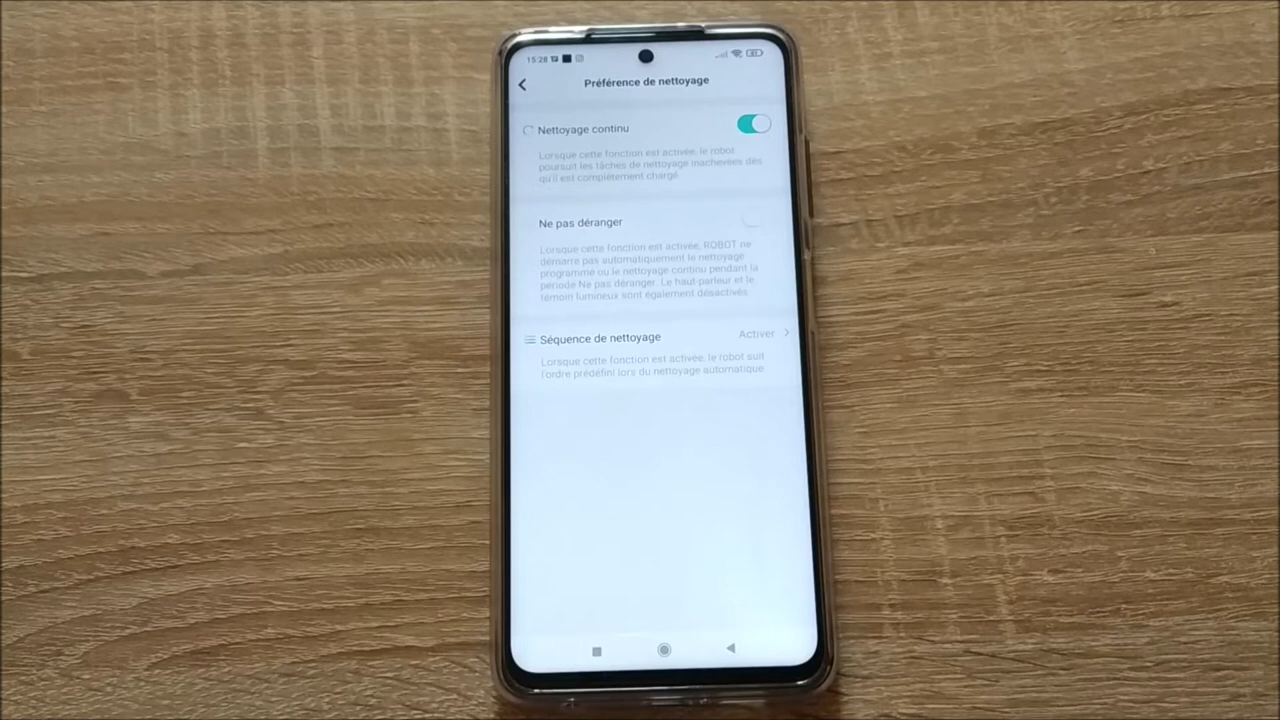 15:28
Préférence de nettoyage
Nettoyage continu
Lorsque cette fonction est activée, le robot
poursuit les tâches de nettoyage inachevées dès
qu'il est complètement chargé.
Ne pas déranger
Lorsque cette fonction est activée, ROBOT ne
démarre pas automatiquement le nettoyage
programmé ou le nettoyage continu pendant la
période Ne pas déranger. Le haut-parleur et le
témoin lumineux sont également désactivés.
Séquence de nettoyage
Activer
Lorsque cette fonction est activée, le robot suit
l'ordre prédéfini lors du nettoyage automatique.